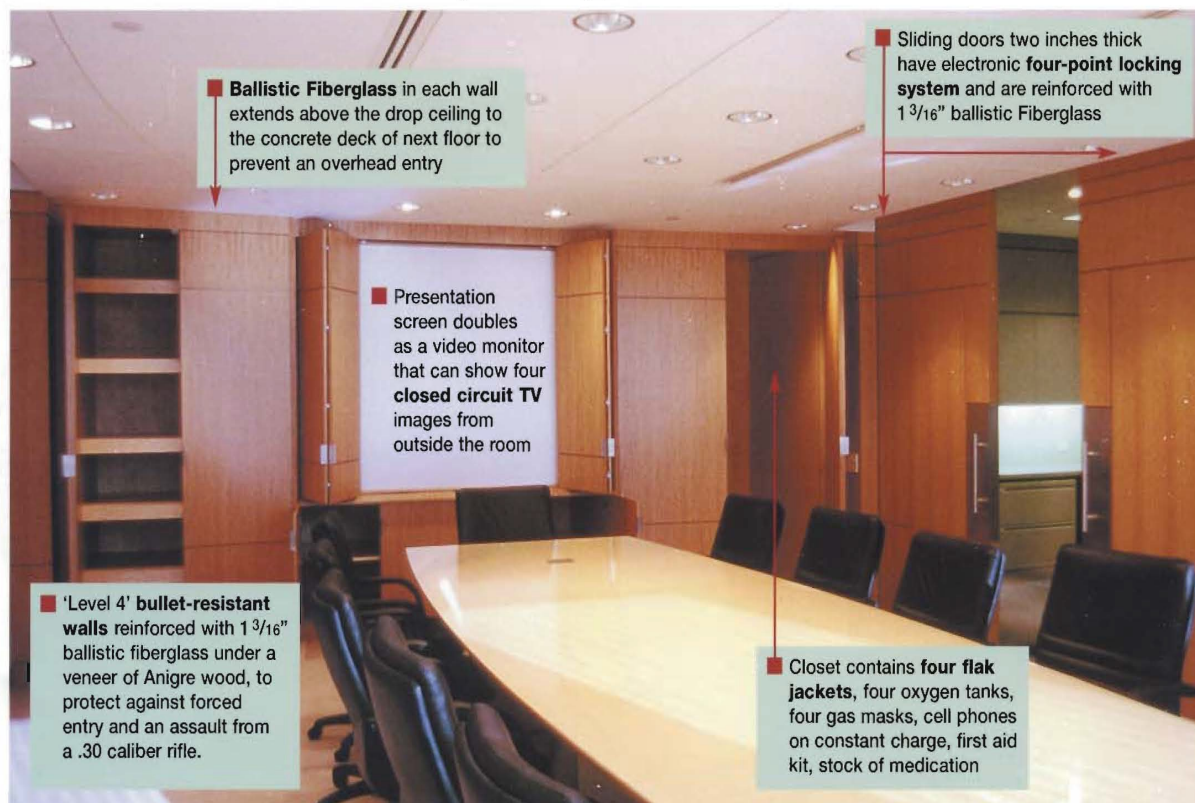 Ballistic Fiberglass in each wall
extends above the drop ceiling to
the concrete deck of next floor to
prevent an overhead entry
Sliding doors two inches thick
have electronic four-point locking
system and are reinforced with
1 3/16" ballistic Fiberglass
Presentation
screen doubles
as a video monitor
that can show four
closed circuit TV
images from
outside the room
'Level 4' bullet-resistant
walls reinforced with 1 3/16"
ballistic fiberglass under a
veneer of Anigre wood, to
protect against forced
entry and an assault from
a .30 caliber rifle.
Closet contains four flak
jackets, four oxygen tanks,
four gas masks, cell phones
on constant charge, first aid
kit, stock of medication